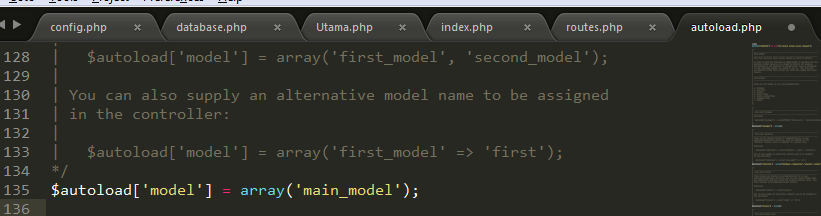 config.php × database.php × Utama.php × index.php × routes.php × autoload.php
128 | $autoload['model'] = array('first_model', 'second_model');
129 |
130 | You can also supply an alternative model name to be assigned
131 | in the controller:
132 |
133 | $autoload['model'] = array('first_model' => 'first');
134 */
135 $autoload['model'] = array('main_model');
136